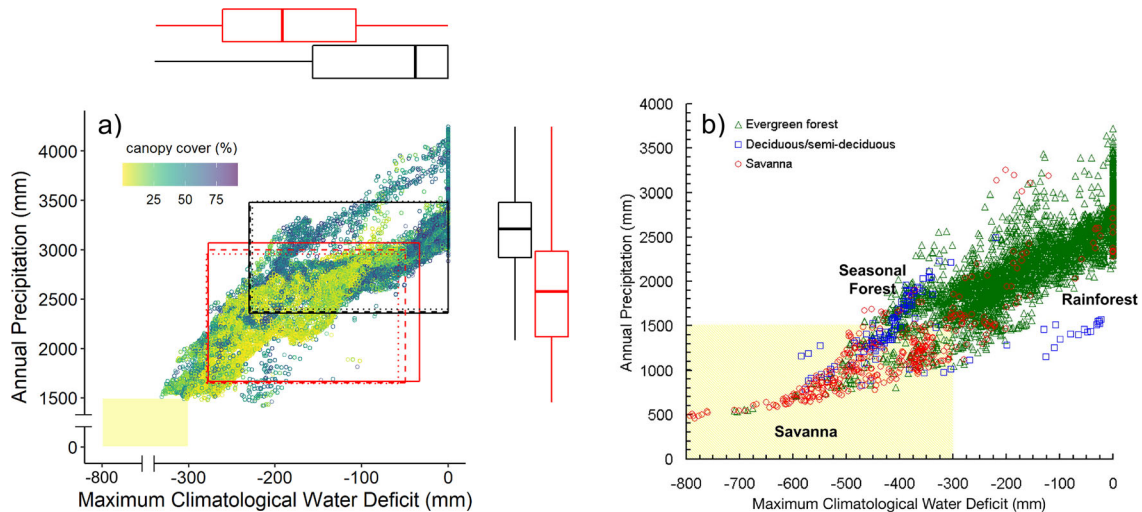 a)
canopy cover (%)
25 50 75
Annual Precipitation (mm)
4000
3500
3000
2500
2000
1500
0
-800 -300 -200 -100 0
Maximum Climatological Water Deficit (mm)
b)
Evergreen forest
Deciduous/semi-deciduous
Savanna
Annual Precipitation (mm)
4000
3500
3000
2500
2000
1500
1000
500
0
Seasonal
Forest
Rainforest
Savanna
-800 -700 -600 -500 -400 -300 -200 -100 0
Maximum Climatological Water Deficit (mm)